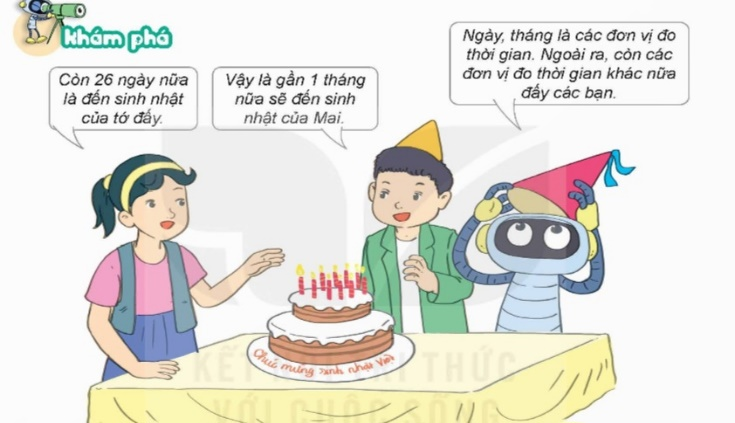 khám phá
Còn 26 ngày nữa
là đến sinh nhật
của tớ đấy.
Vậy là gần 1 tháng
nữa sẽ đến sinh
nhật của Mai.
Ngày, tháng là các đơn vị đo
thời gian. Ngoài ra, còn các
đơn vị đo thời gian khác nữa
đấy các bạn.
Chúc mừng sinh nhật Việt
KẾT NỐI TRI THỨC
VỚI CUỘC SỐNG